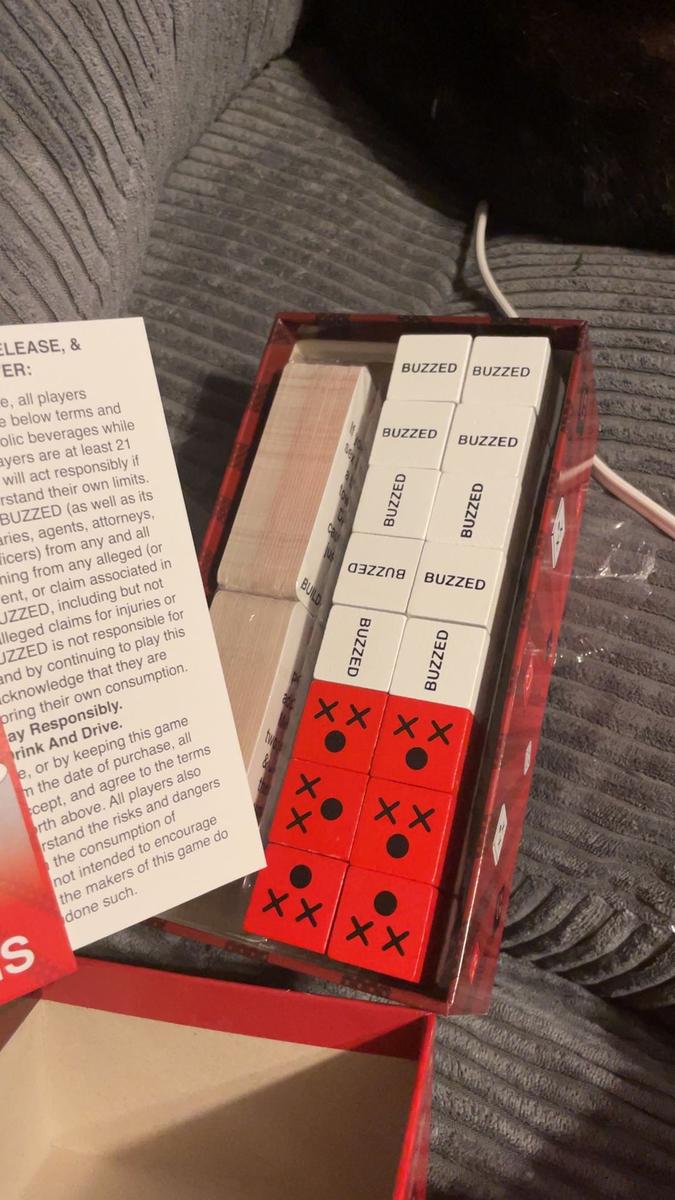 ELEASE, &
ER:
e, all players
e below terms and
olic beverages while
ayers are at least 21
will act responsibly if
rstand their own limits.
BUZZED (as well as its
aries, agents, attorneys,
ficers) from any and all
ning from any alleged (or
ent, or claim associated in
UZZED, including but not
lleged claims for injuries or
UZZED is not responsible for
and by continuing to play this
cknowledge that they are
oring their own consumption.
ay Responsibly.
Drink And Drive.
e, or by keeping this game
m the date of purchase, all
ccept, and agree to the terms
orth above. All players also
rstand the risks and dangers
the consumption of
not intended to encourage
the makers of this game do
done such.
S
BUILD
BUZZED BUZZED
BUZZED BUZZED
BUZZED BUZZED
BUZZED BUZZED
BUZZED BUZZED